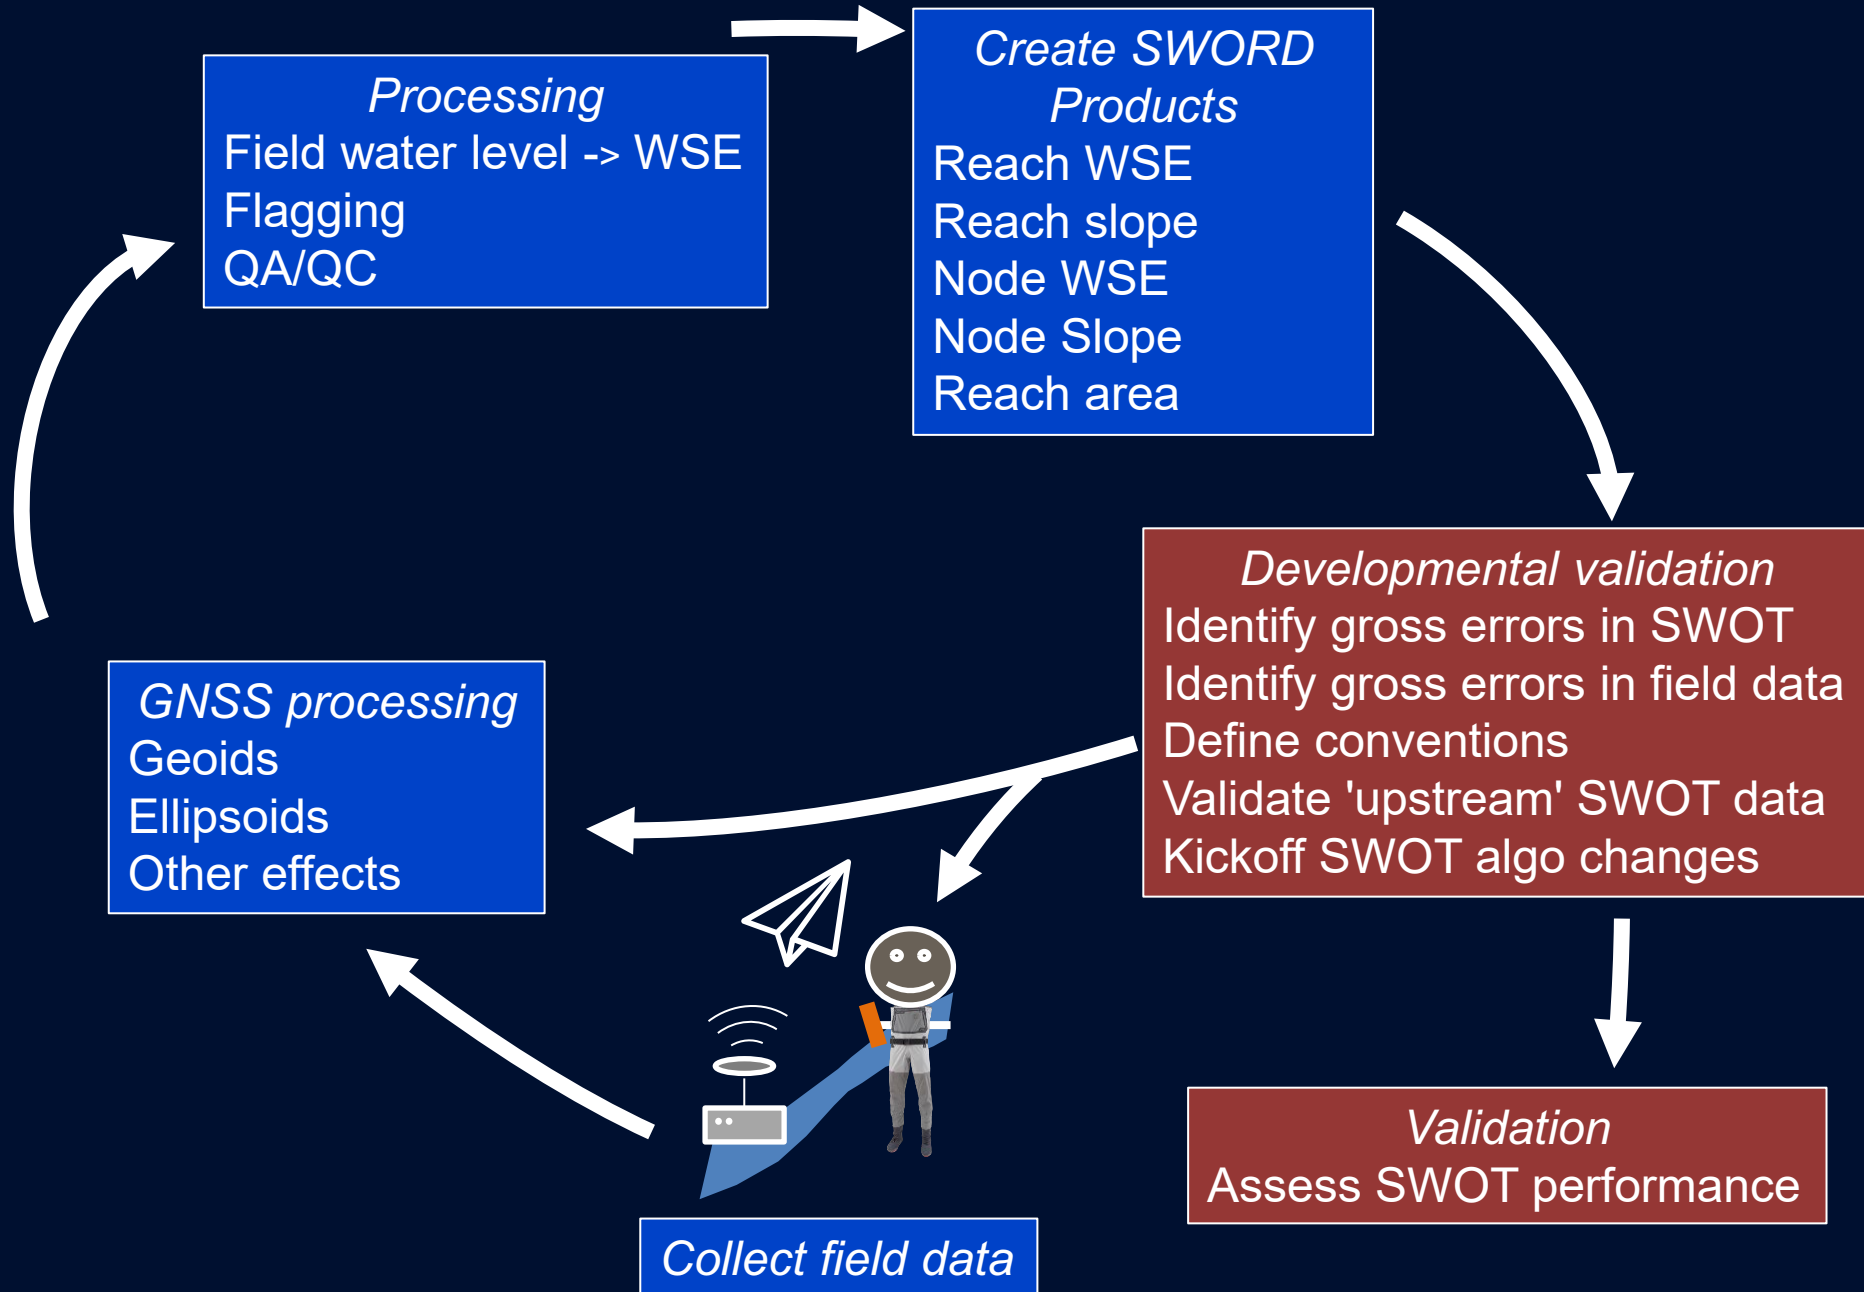 Processing
Field water level -> WSE
Flagging
QA/QC
Create SWORD
Products
Reach WSE
Reach slope
Node WSE
Node Slope
Reach area
Developmental validation
Identify gross errors in SWOT
Identify gross errors in field data
Define conventions
Validate 'upstream' SWOT data
Kickoff SWOT algo changes
GNSS processing
Geoids
Ellipsoids
Other effects
Validation
Assess SWOT performance
Collect field data